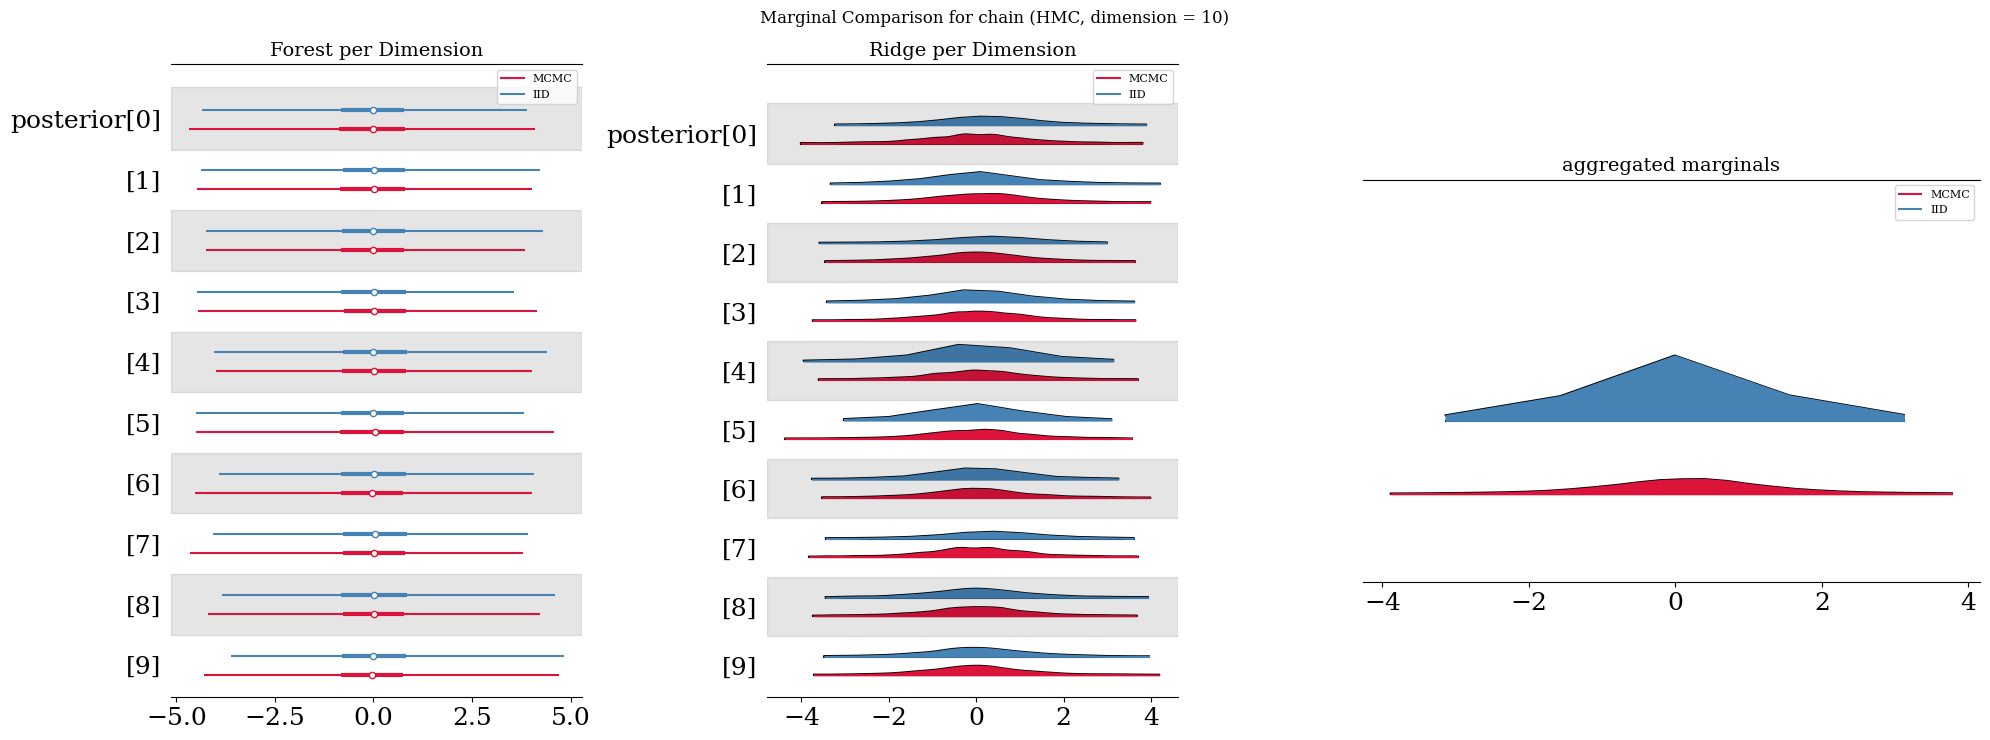 Marginal Comparison for chain (HMC, dimension = 10)
Forest per Dimension
MCMC
IID
posterior[0]
[1]
[2]
[3]
[4]
[5]
[6]
[7]
[8]
[9]
−5.0 −2.5 0.0 2.5 5.0
Ridge per Dimension
MCMC
IID
posterior[0]
[1]
[2]
[3]
[4]
[5]
[6]
[7]
[8]
[9]
−4 −2 0 2 4
aggregated marginals
MCMC
IID
−4 −2 0 2 4